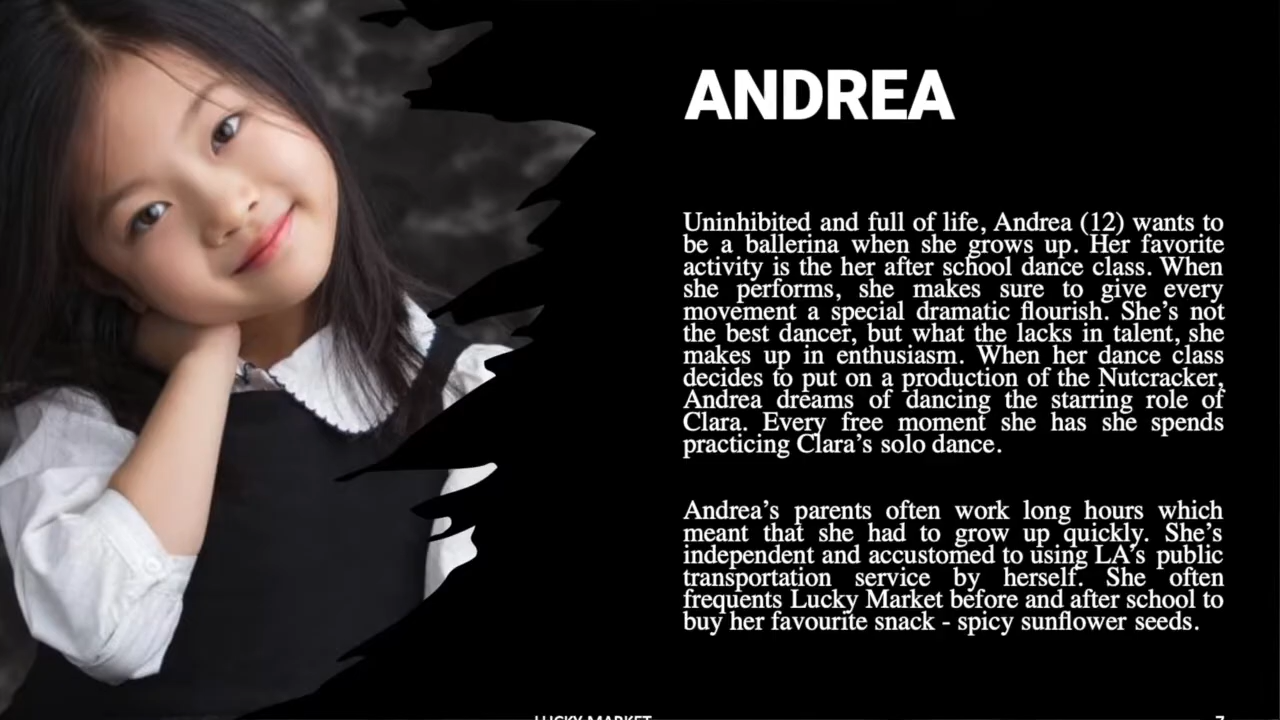 ANDREA
Uninhibited and full of life, Andrea (12) wants to
be a ballerina when she grows up. Her favorite
activity is the her after school dance class. When
she performs, she makes sure to give every
movement a special dramatic flourish. She's not
the best dancer, but what the lacks in talent, she
makes up in enthusiasm. When her dance class
decides to put on a production of the Nutcracker,
Andrea dreams of dancing the starring role of
Clara. Every free moment she has she spends
practicing Clara's solo dance.
Andrea's parents often work long hours which
meant that she had to grow up quickly. She's
independent and accustomed to using LA's public
transportation service by herself. She often
frequents Lucky Market before and after school to
buy her favourite snack - spicy sunflower seeds.
LUCKY MARKET
7